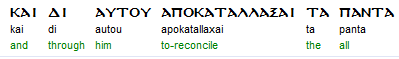 ΚΑΙ ΔΙ ΑΥΤΟΥ ΑΠΟΚΑΤΑΛΛΑΞΑΙ ΤΑ ΠΑΝΤΑ
kai di autou apokatallaxai ta panta
and through him to-reconcile the all